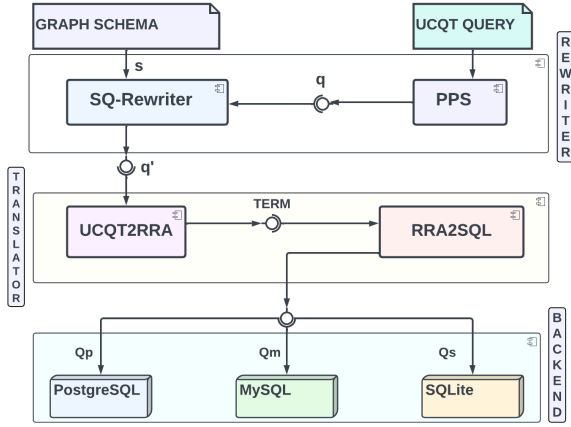 GRAPH SCHEMA
UCQT QUERY
s
q
SQ-Rewriter
PPS
REWRITER
q'
TRANSLATOR
TERM
UCQT2RRA
RRA2SQL
BACKEND
Qp
Qm
Qs
PostgreSQL
MySQL
SQLite